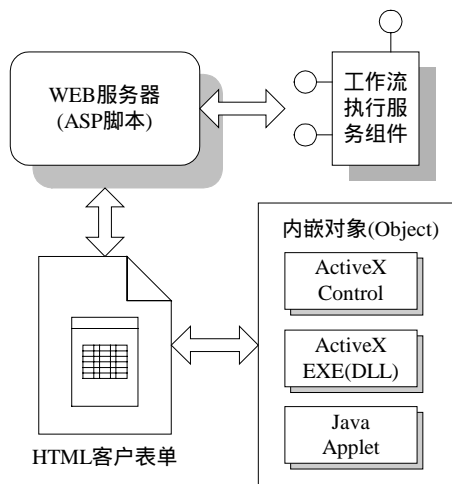 WEB服务器
(ASP脚本)
工作流
执行服
务组件
内嵌对象(Object)
ActiveX
Control
ActiveX
EXE(DLL)
Java
Applet
HTML客户表单